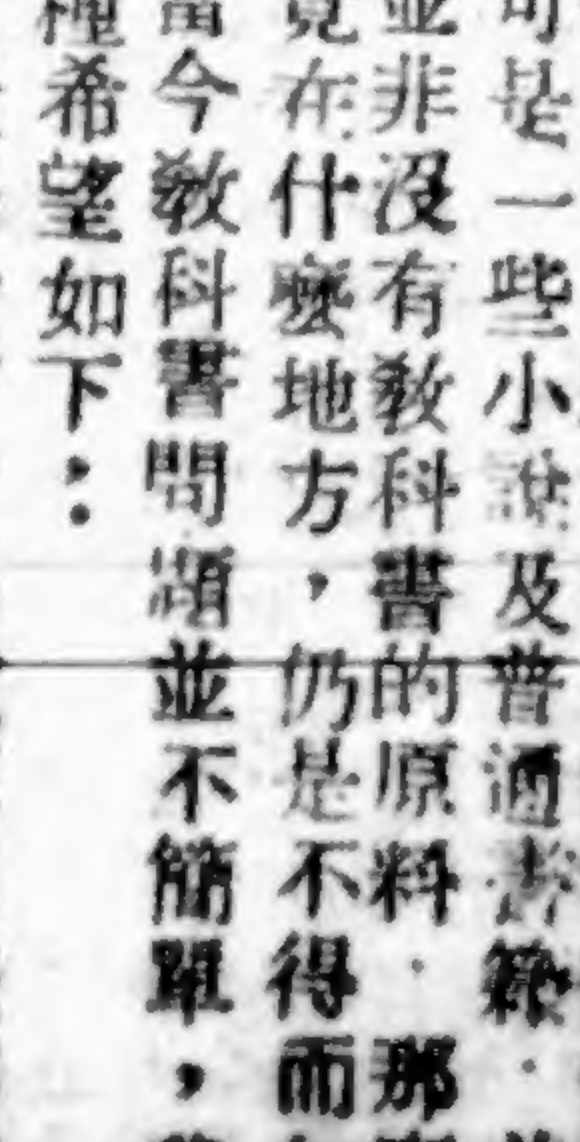 是一些小說及普通書籍.
並非沒有教科書的原料.那
竟在什麼地方,仍是不得而
當今教科書問題並不簡單,
種希望如下: